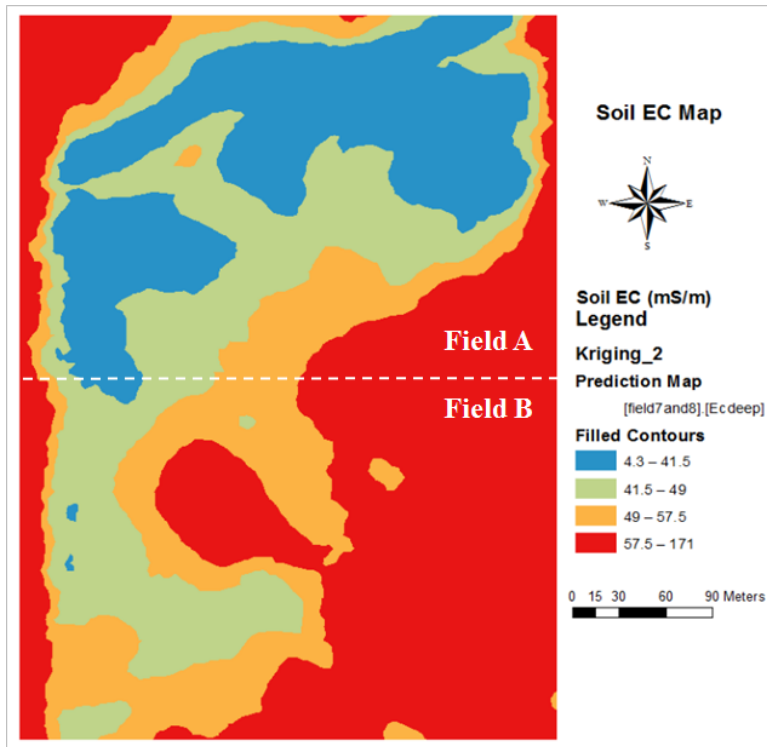 Soil EC Map
N
W E
S
Soil EC (mS/m)
Legend
Kriging_2
Prediction Map
[field7and8].[Ecdeep]
Filled Contours
4.3 – 41.5
41.5 – 49
49 – 57.5
57.5 – 171
0 15 30 60 90 Meters
Field A
Field B